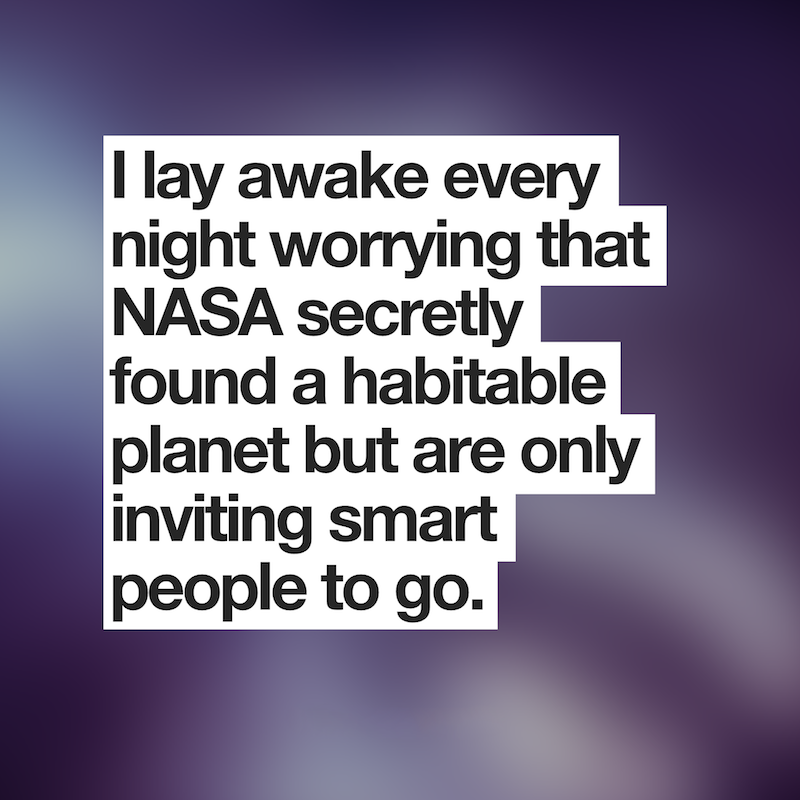 I lay awake every
night worrying that
NASA secretly
found a habitable
planet but are only
inviting smart
people to go.